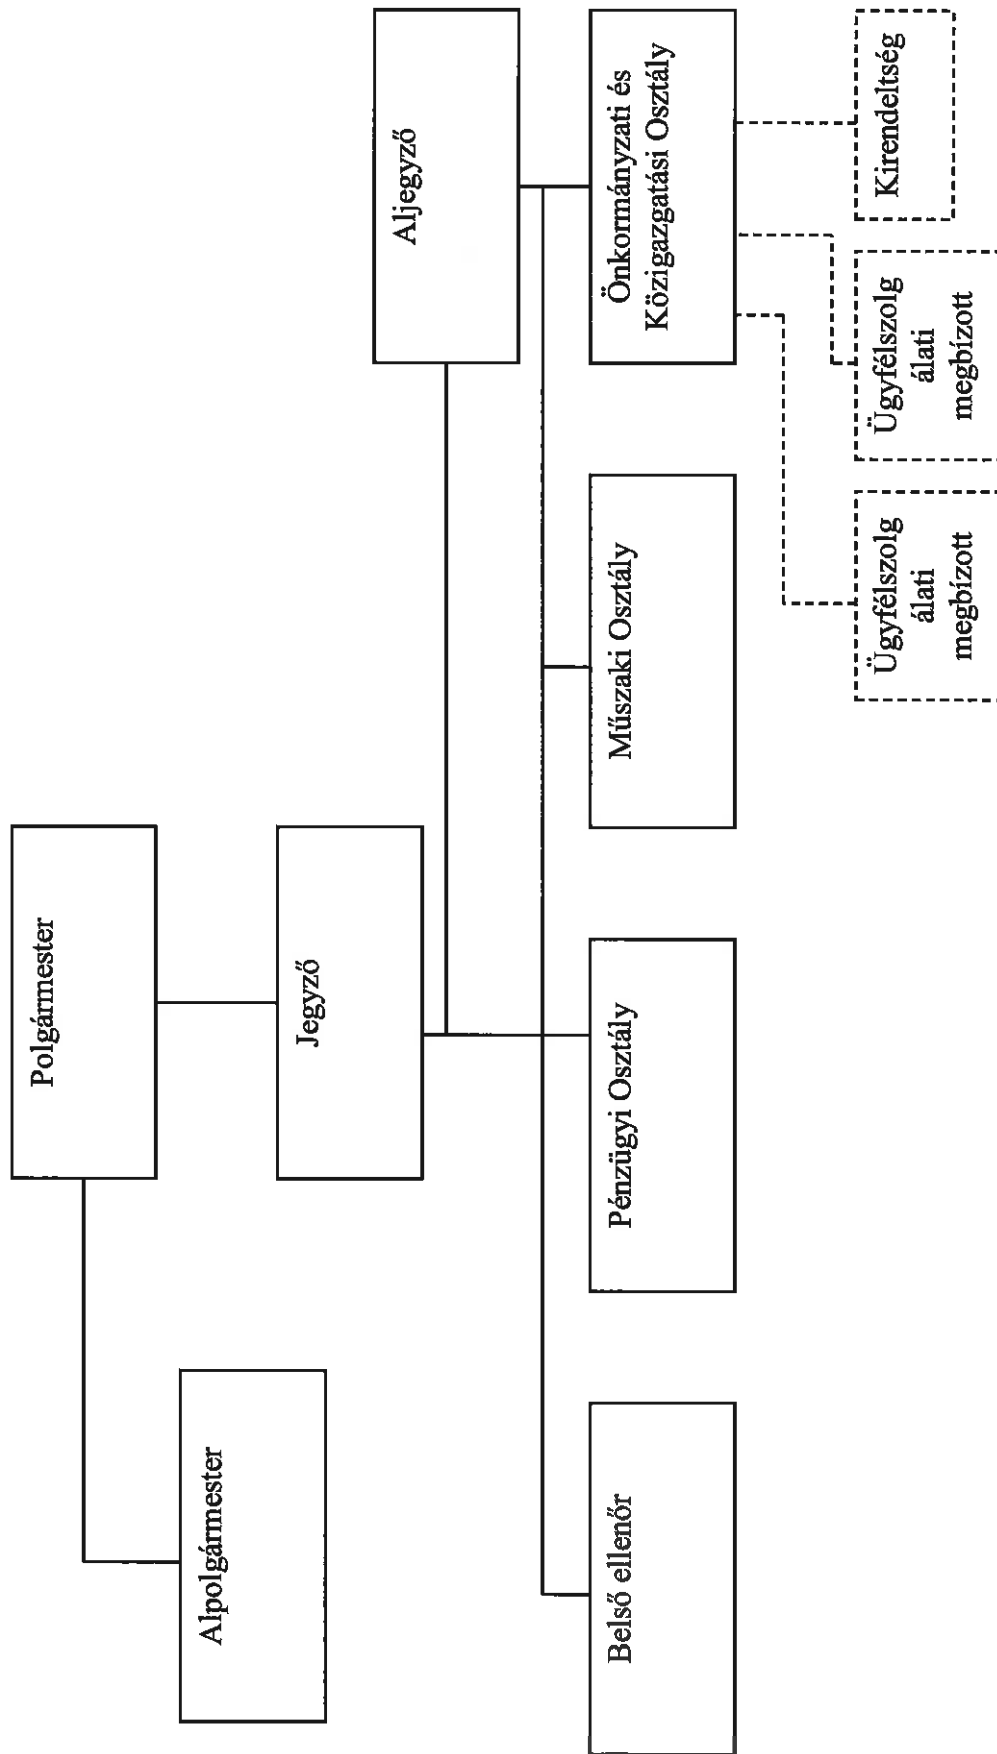 Polgármester
Alpolgármester
Jegyző
Aljegyző
Belső ellenőr
Pénzügyi Osztály
Műszaki Osztály
Önkormányzati és
Közigazgatási Osztály
Ügyfélszolg
álati
megbízott
Ügyfélszolg
álati
megbízott
Kirendeltség